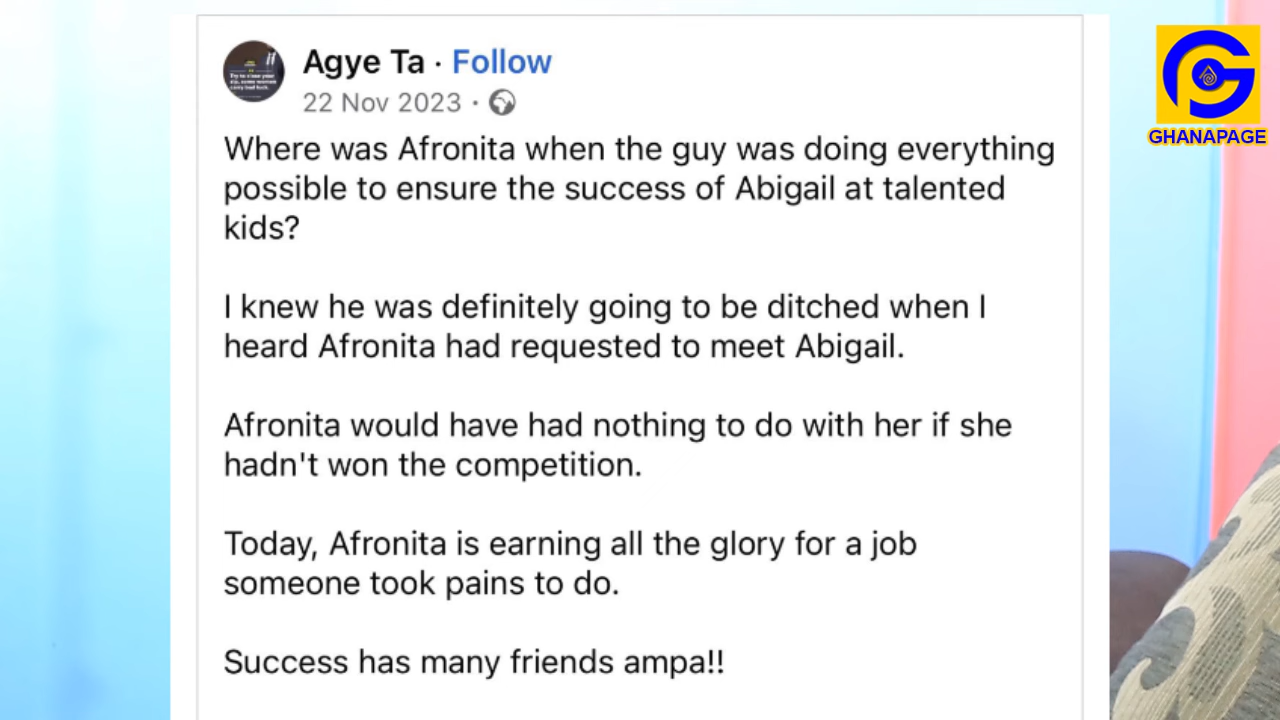 Agye Ta · Follow
22 Nov 2023 ·
Where was Afronita when the guy was doing everything
possible to ensure the success of Abigail at talented
kids?
I knew he was definitely going to be ditched when I
heard Afronita had requested to meet Abigail.
Afronita would have had nothing to do with her if she
hadn't won the competition.
Today, Afronita is earning all the glory for a job
someone took pains to do.
Success has many friends ampa!!
GHANAPAGE